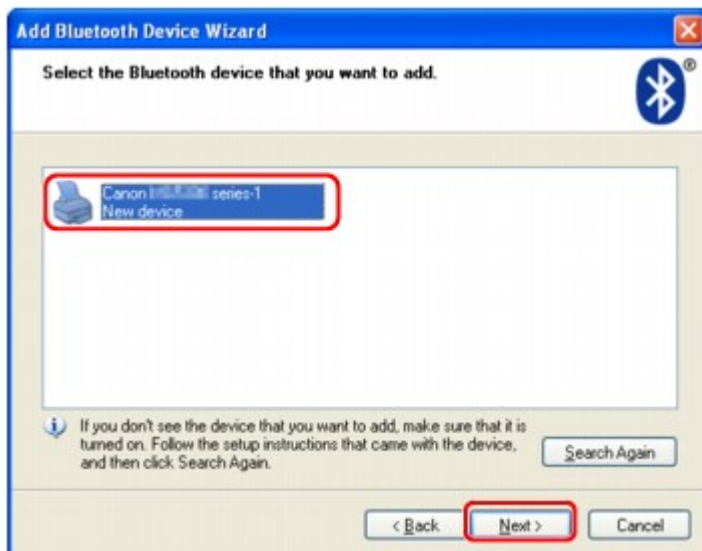 Add Bluetooth Device Wizard
Select the Bluetooth device that you want to add.
®
Canon series-1
New device
If you don't see the device that you want to add, make sure that it is
turned on. Follow the setup instructions that came with the device,
and then click Search Again.
Search Again
< Back
Next >
Cancel